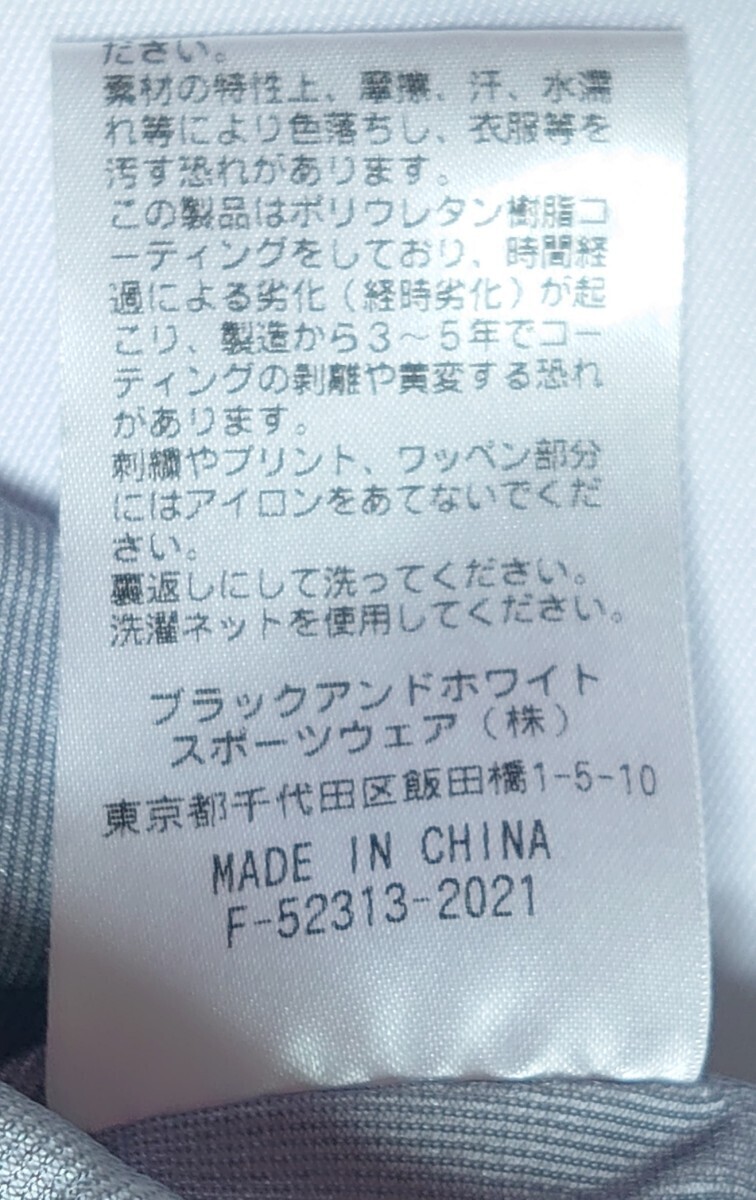 ださい。
素材の特性上、摩擦、汗、水濡
れ等により色落ちし、衣服等を
汚す恐れがあります。
この製品はポリウレタン樹脂コ
ーティングをしており、時間経
過による劣化（経時劣化）が起
こり、製造から3～5年でコー
ティングの剥離や黄変する恐れ
があります。
刺繍やプリント、ワッペン部分
にはアイロンをあてないでくだ
さい。
裏返しにして洗ってください。
洗濯ネットを使用してください。
ブラックアンドホワイト
スポーツウェア（株）
東京都千代田区飯田橋1-5-10
MADE IN CHINA
F-52313-2021